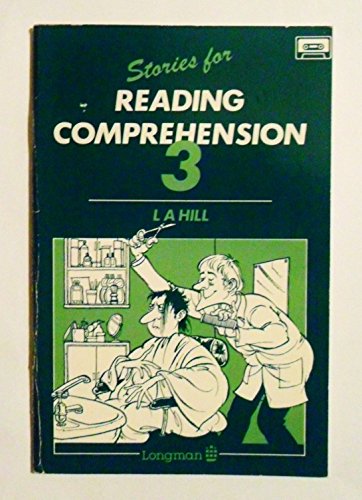 Stories for
READING
COMPREHENSION
3
L A HILL
Longman